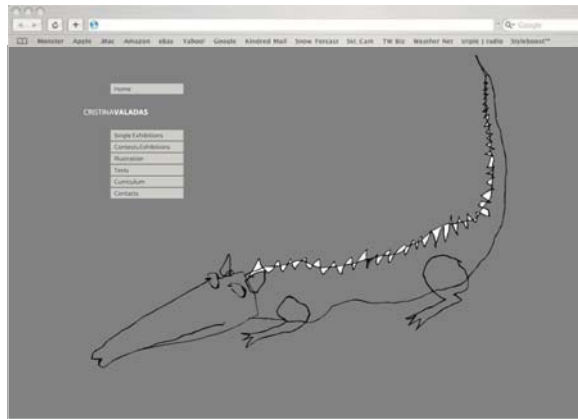 Google
Monster Apple .Mac Amazon eBay Yahoo! Google Kindred Mail Snow Forcast Ski Cam TW Biz Weather Net triple j radio Styleboost™
Home
CRISTINAVALADAS
Single Exhibitions
Contests Exhibitions
Illustration
Texts
Curriculum
Contacts